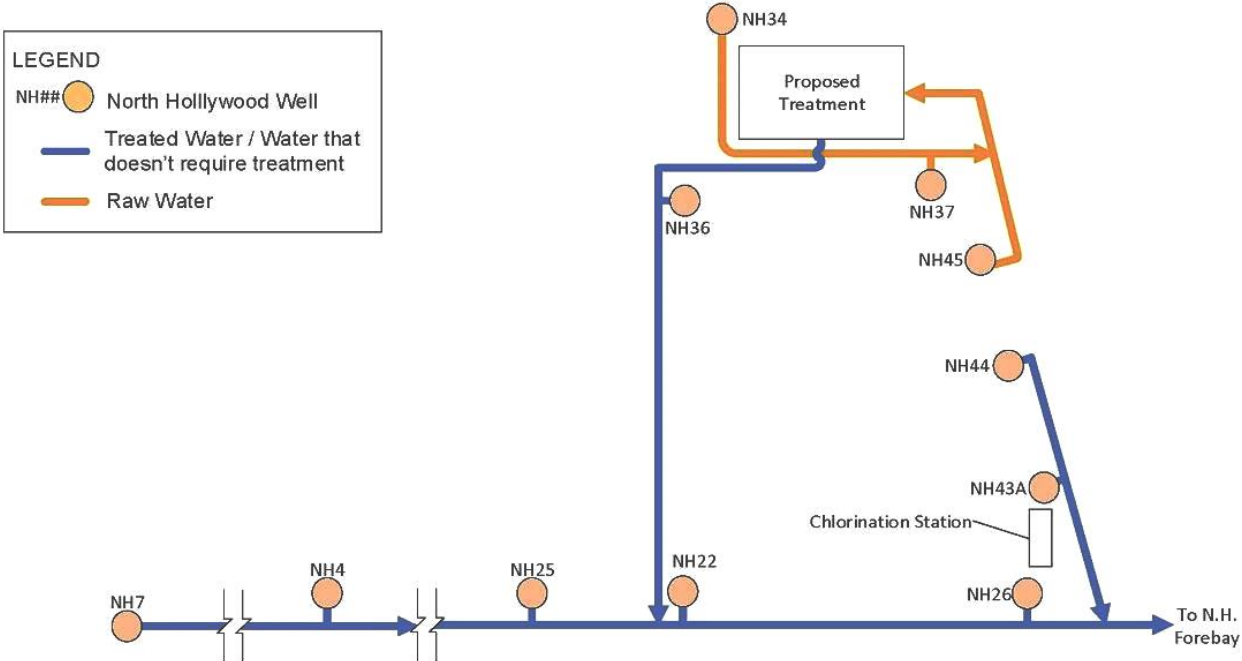 LEGEND
NH##
North Holllywood Well
Treated Water / Water that
doesn't require treatment
Raw Water
NH34
Proposed
Treatment
NH37
NH36
NH45
NH44
NH43A
Chlorination Station
NH7
NH4
NH25
NH22
NH26
To N.H.
Forebay